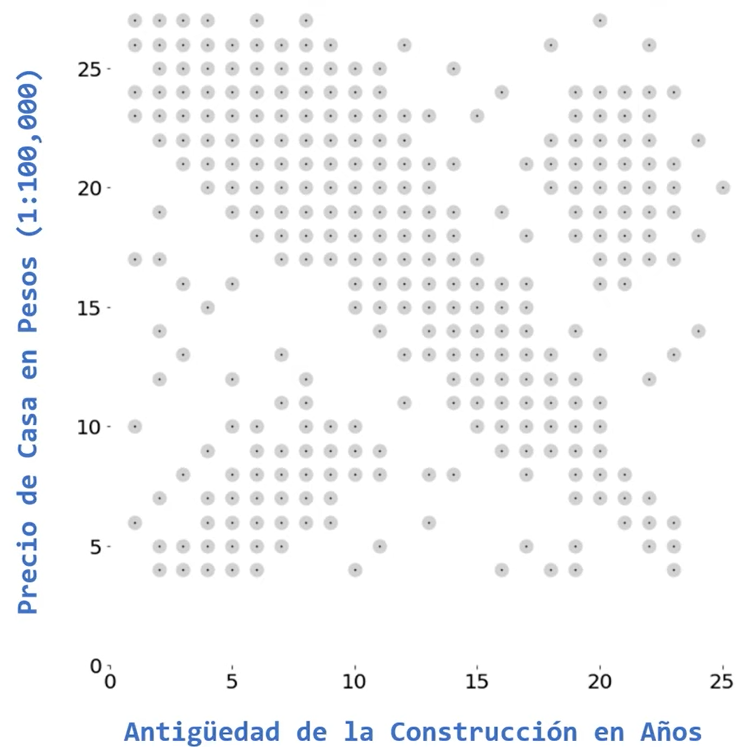 Precio de Casa en Pesos (1:100,000)
25
20
15
10
5
0
0 5 10 15 20 25
Antigüedad de la Construcción en Años